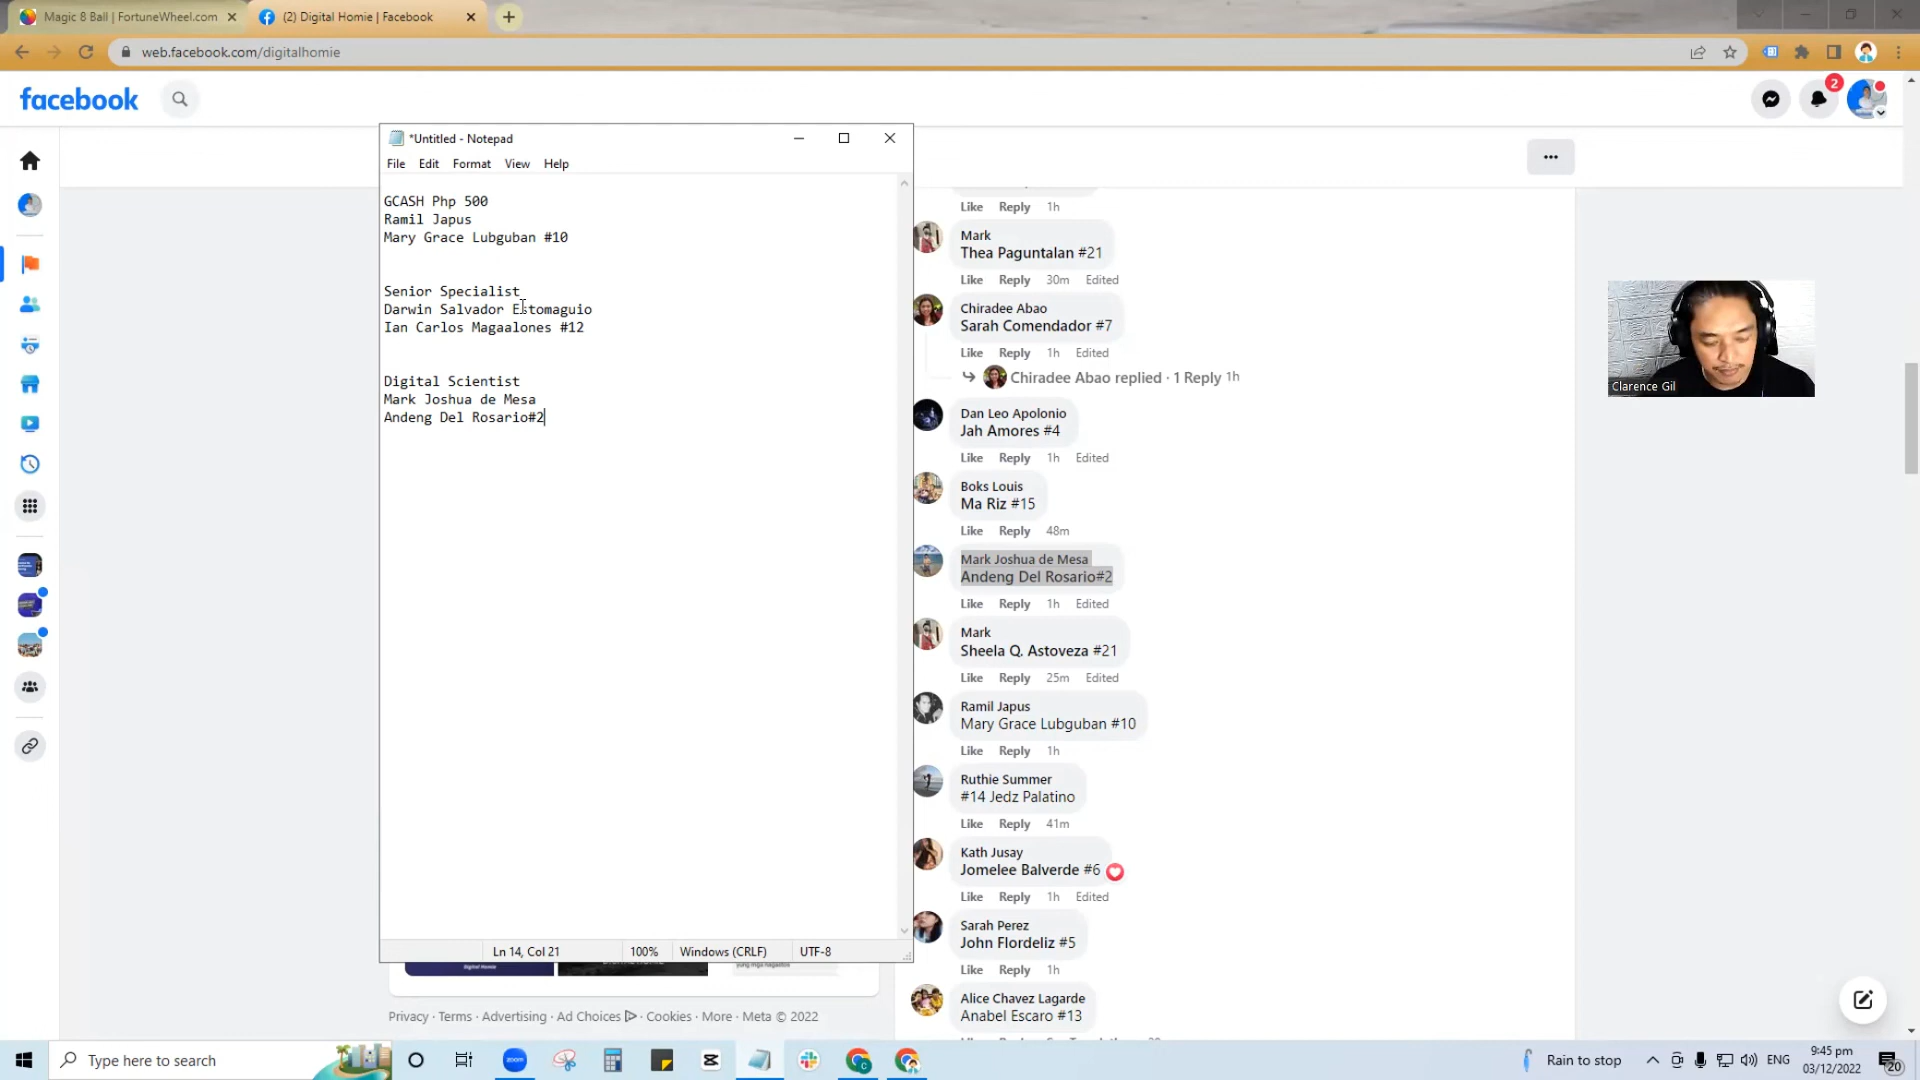 Magic 8 Ball | FortuneWheel.com
(2) Digital Homie | Facebook
web.facebook.com/digitalhomie
facebook
2
*Untitled - Notepad
File Edit Format View Help
GCASH Php 500
Ramil Japus
Mary Grace Lubguban #10
Senior Specialist
Darwin Salvador Estomaguio
Ian Carlos Magaalones #12
Digital Scientist
Mark Joshua de Mesa
Andeng Del Rosario#2
Ln 14, Col 21 100% Windows (CRLF) UTF-8
Like Reply 1h
Mark
Thea Paguntalan #21
Like Reply 30m Edited
Chiradee Abao
Sarah Comendador #7
Like Reply 1h Edited
Chiradee Abao replied · 1 Reply 1h
Dan Leo Apolonio
Jah Amores #4
Like Reply 1h Edited
Boks Louis
Ma Riz #15
Like Reply 48m
Mark Joshua de Mesa
Andeng Del Rosario#2
Like Reply 1h Edited
Mark
Sheela Q. Astoveza #21
Like Reply 25m Edited
Ramil Japus
Mary Grace Lubguban #10
Like Reply 1h
Ruthie Summer
#14 Jedz Palatino
Like Reply 41m
Kath Jusay
Jomelee Balverde #6
Like Reply 1h Edited
Sarah Perez
John Flordeliz #5
Like Reply 1h
Alice Chavez Lagarde
Anabel Escaro #13
Clarence Gil
Digital Homie
Privacy · Terms · Advertising · Ad Choices · Cookies · More · Meta © 2022
Type here to search
zoom
Rain to stop
ENG
9:45 pm
03/12/2022
20